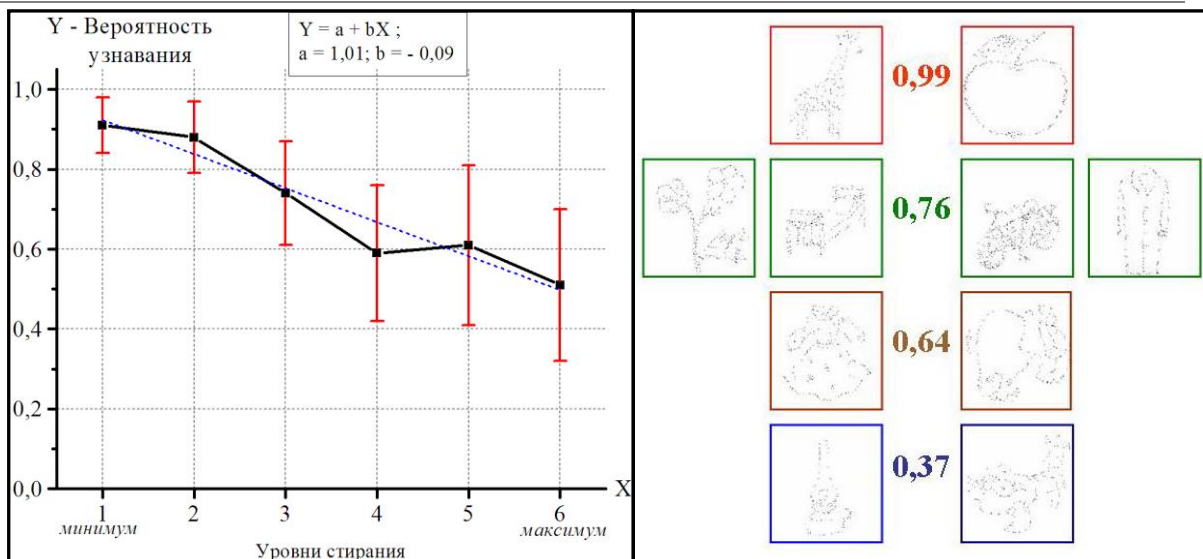 Y - Вероятность
узнавания
Y = a + bX ;
a = 1,01; b = - 0,09
1,0
0,8
0,6
0,4
0,2
0,0
1
2
3
4
5
6
X
минимум
максимум
Уровни стирания
0,99
0,76
0,64
0,37